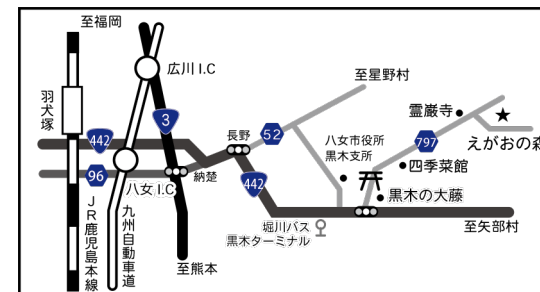 至福岡
広川 I.C
羽犬塚
3
至星野村
霊巌寺
52
長野
八女市役所
黒木支所
797
えがおの森
442
96
八女 I.C
納楚
442
四季菜館
黒木の大藤
JR鹿児島本線
九州自動車道
至熊本
堀川バス
黒木ターミナル
至矢部村